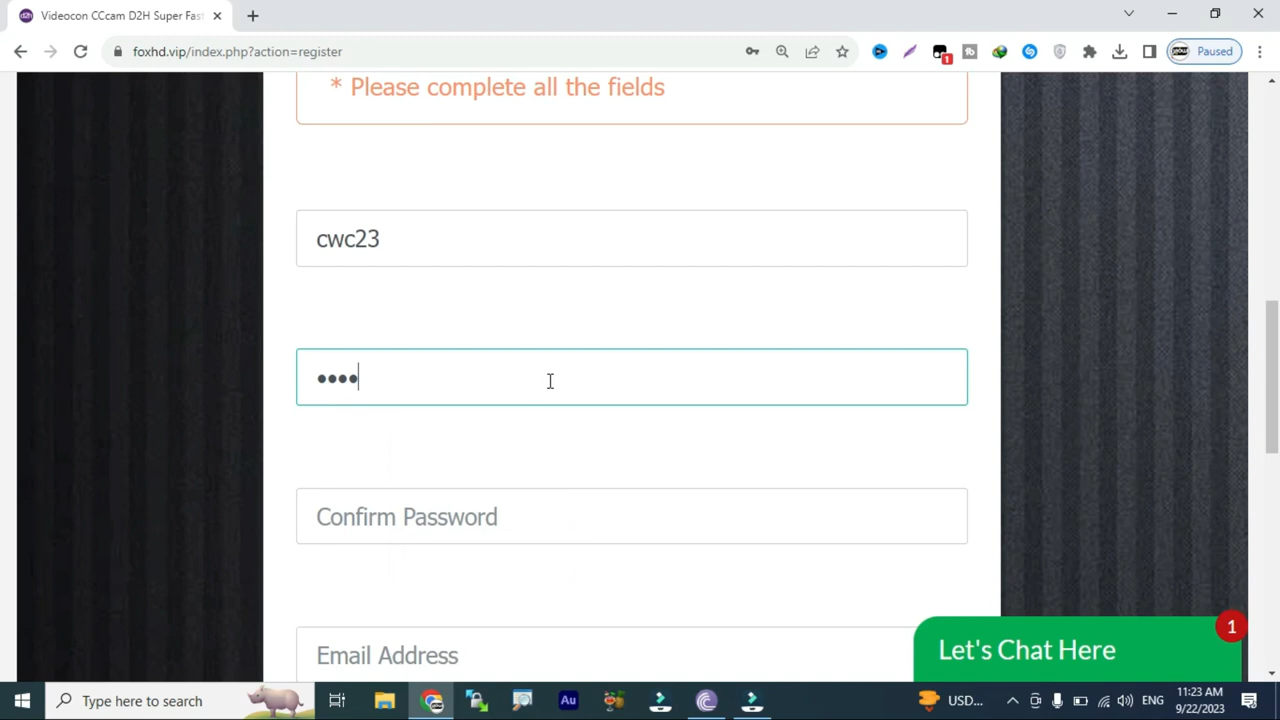 Videocon CCcam D2H Super Fast
foxhd.vip/index.php?action=register
1
Paused
* Please complete all the fields
cwc23
••••
Confirm Password
Email Address
Let's Chat Here
1
Type here to search
Au
USD...
ENG
11:23 AM
9/22/2023